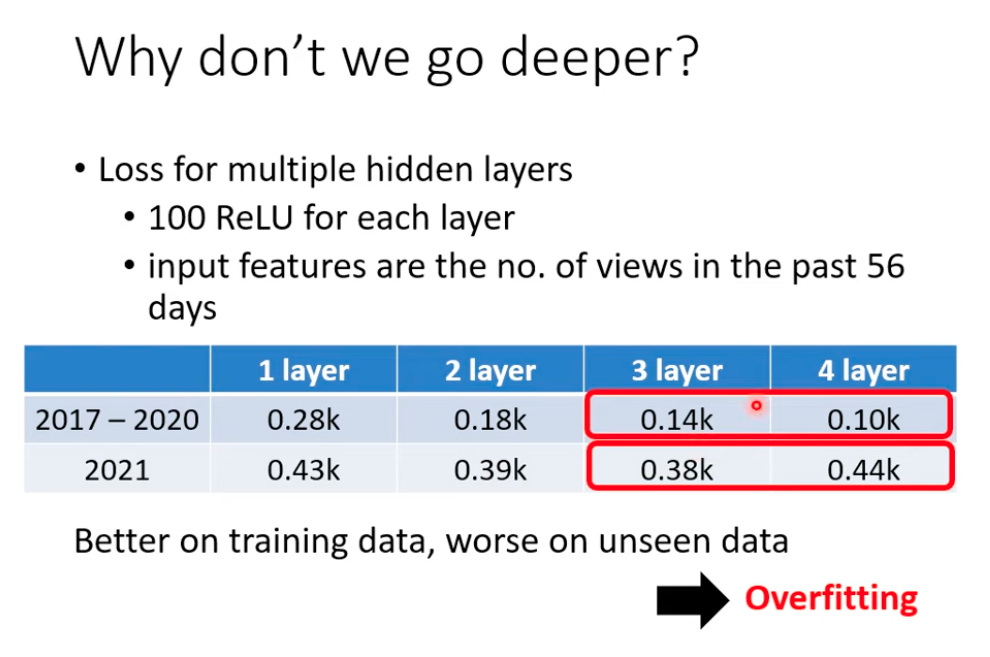 Why don’t we go deeper?
• Loss for multiple hidden layers
• 100 ReLU for each layer
• input features are the no. of views in the past 56
days
1 layer 2 layer 3 layer 4 layer
2017 – 2020 0.28k 0.18k 0.14k 0.10k
2021 0.43k 0.39k 0.38k 0.44k
Better on training data, worse on unseen data
Overfitting